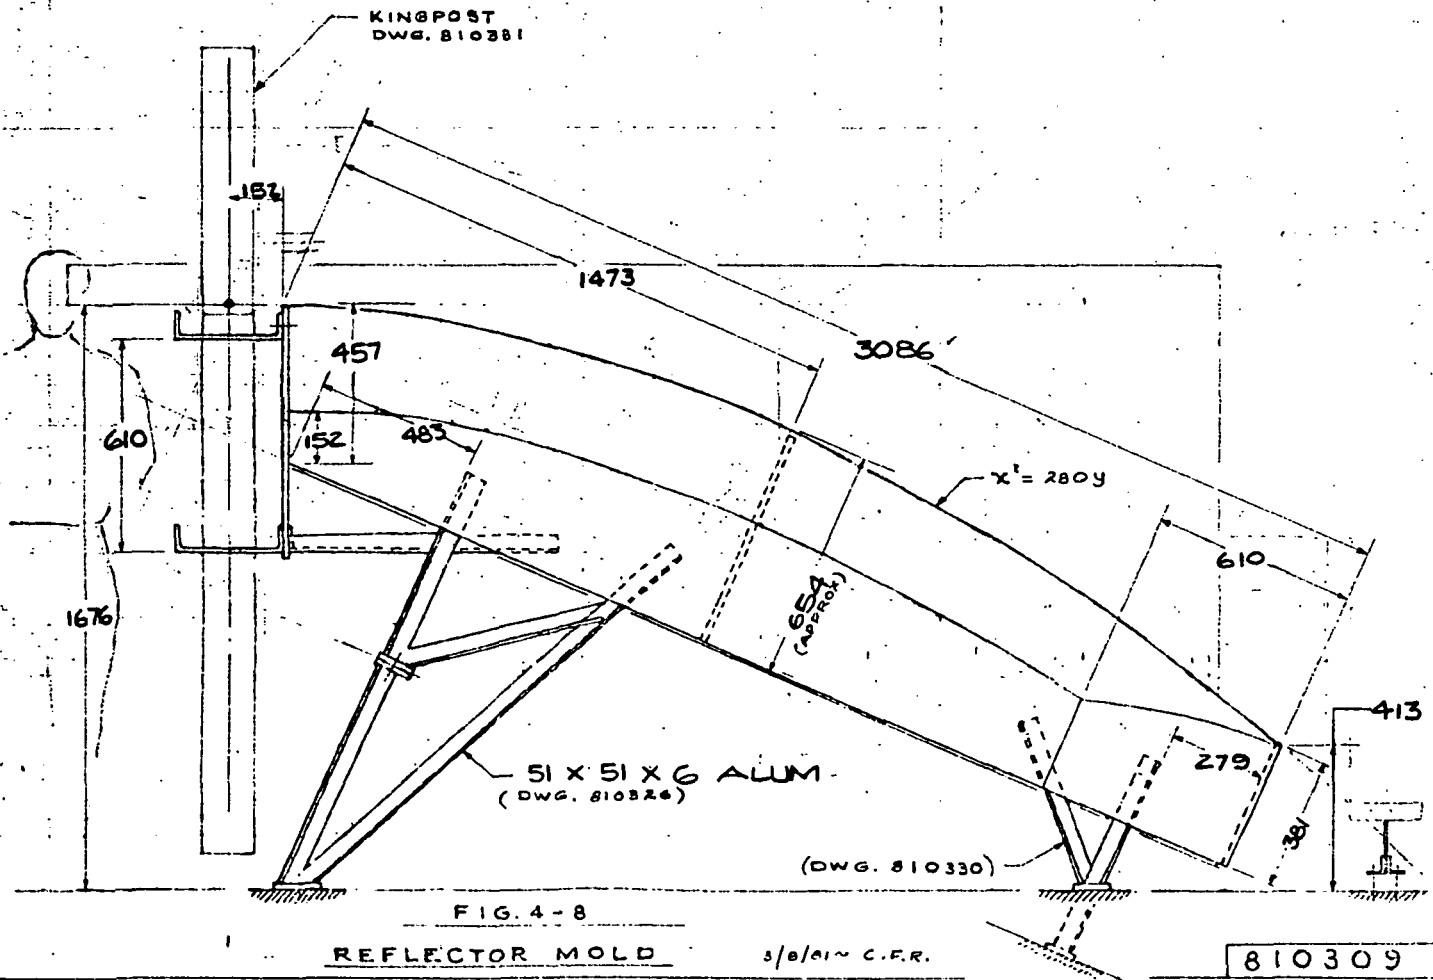 KINGPOST
DWG. 810381
152
1473
3086
457
610
152
483
x² = 280y
610
654
(APPROX)
1676
413
279
51 X 51 X 6 ALUM
(DWG. 810326)
381
(DWG. 810330)
FIG. 4-8
REFLECTOR MOLD
3/8/81~ C.F.R.
810309